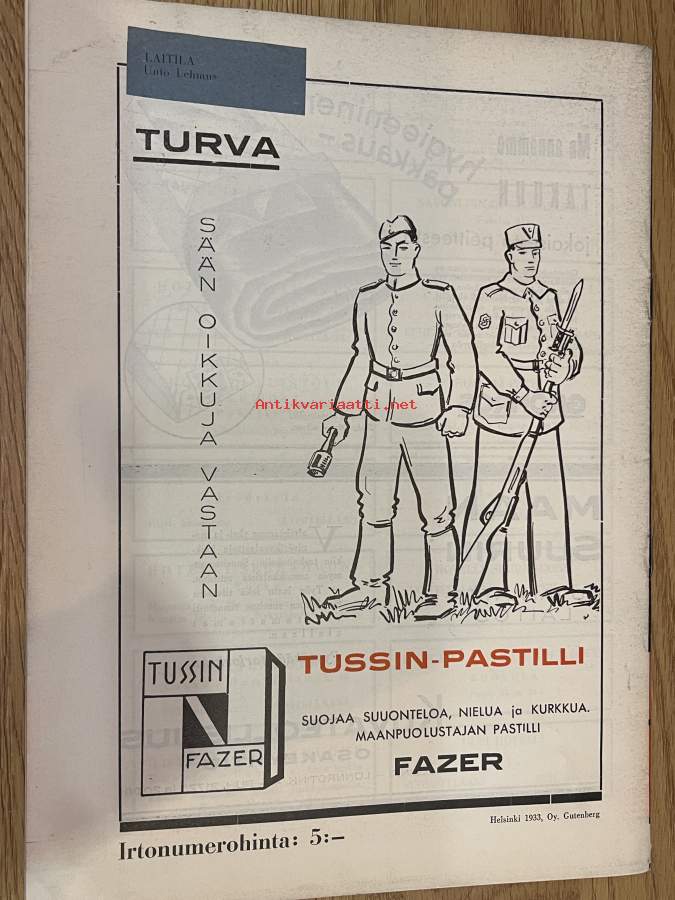 LAITILA
Unto Lehmus
TURVA
SÄÄN OIKKUJA VASTAAN
Antikvariaatti.net
TUSSIN
FAZER
TUSSIN-PASTILLI
SUOJAA SUUONTELOA, NIELUA ja KURKKUA.
MAANPUOLUSTAJAN PASTILLI
FAZER
Helsinki 1933, Oy. Gutenberg
Irtonumerohinta: 5:—